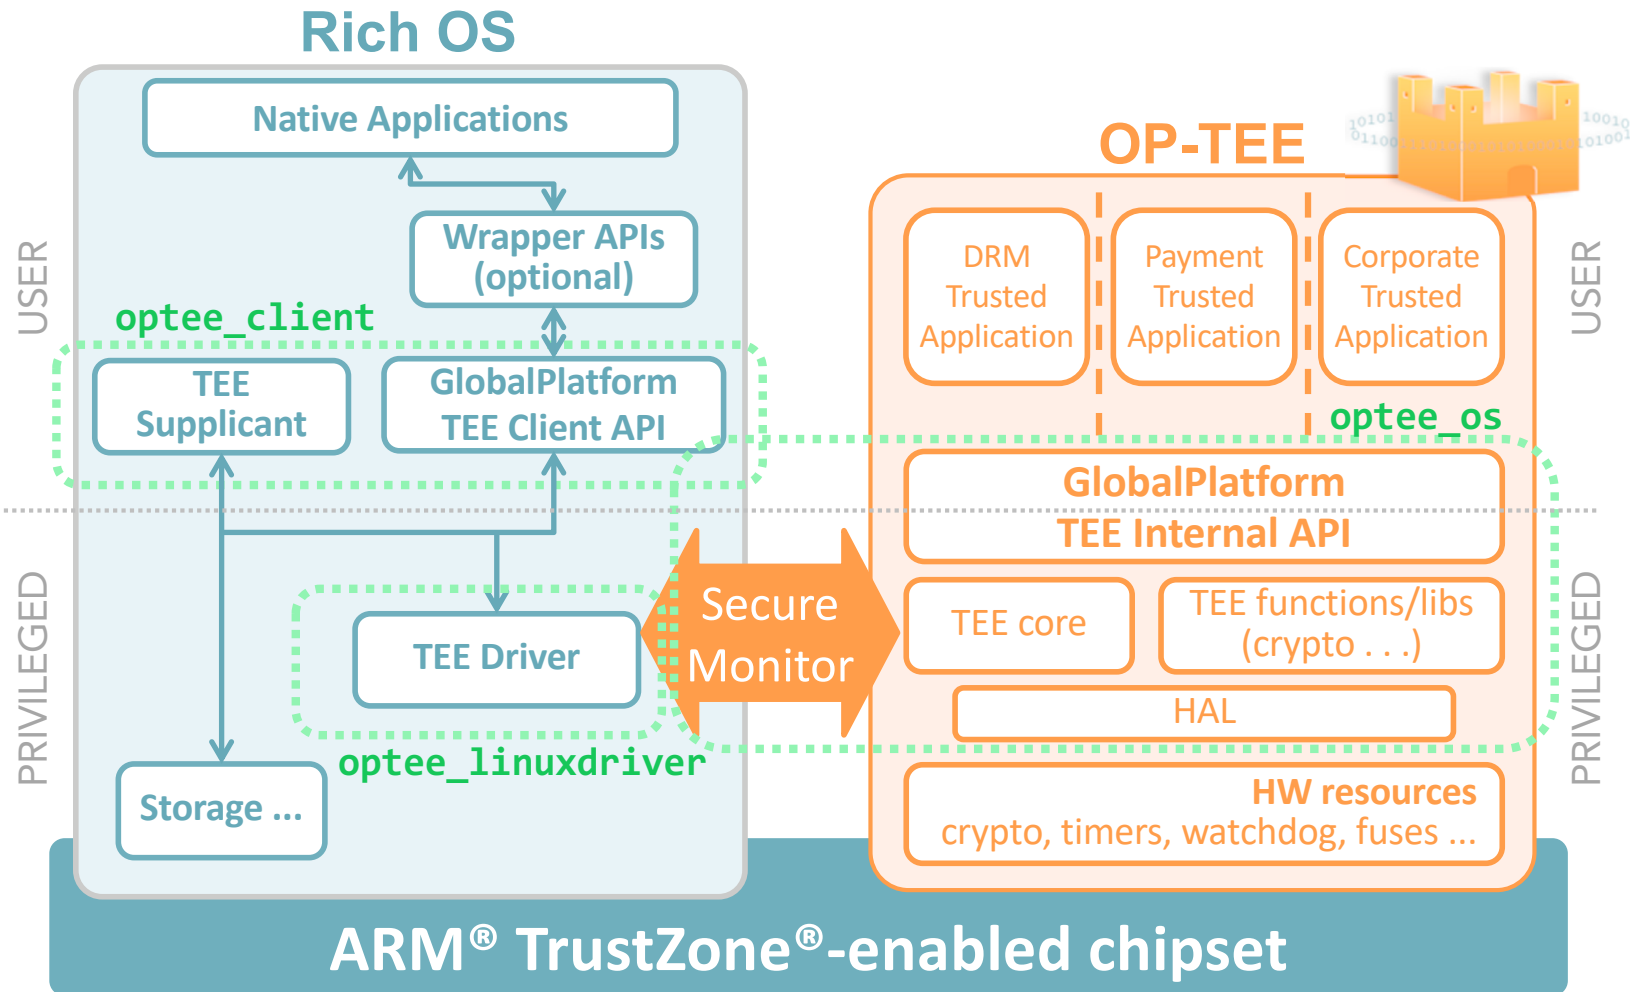 Rich OS
Native Applications
Wrapper APIs
(optional)
optee_client
TEE
Supplicant
GlobalPlatform
TEE Client API
USER
PRIVILEGED
TEE Driver
optee_linuxdriver
Storage ...
Secure
Monitor
OP-TEE
10101
10010
DRM
Trusted
Application
Payment
Trusted
Application
Corporate
Trusted
Application
optee_os
GlobalPlatform
TEE Internal API
TEE core
TEE functions/libs
(crypto . . .)
HAL
HW resources
crypto, timers, watchdog, fuses ...
USER
PRIVILEGED
ARM® TrustZone®-enabled chipset